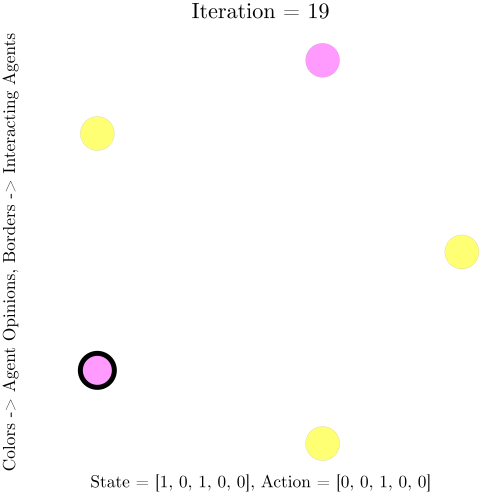 Iteration = 19
Colors -> Agent Opinions, Borders -> Interacting Agents
State = [1, 0, 1, 0, 0], Action = [0, 0, 1, 0, 0]